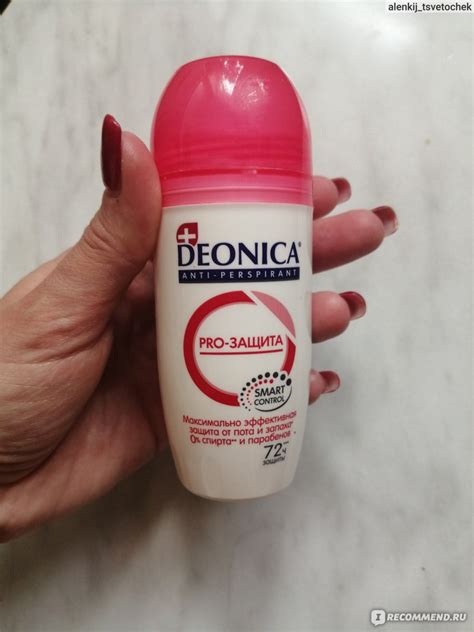 alenkij_tsvetochek
DEONICA®
ANTI-PERSPIRANT
PRO-ЗАЩИТА
SMART
CONTROL
Максимально эффективная
защита от пота и запаха*
0% спирта** и парабенов
72ч
защиты
I RECOMMEND.RU